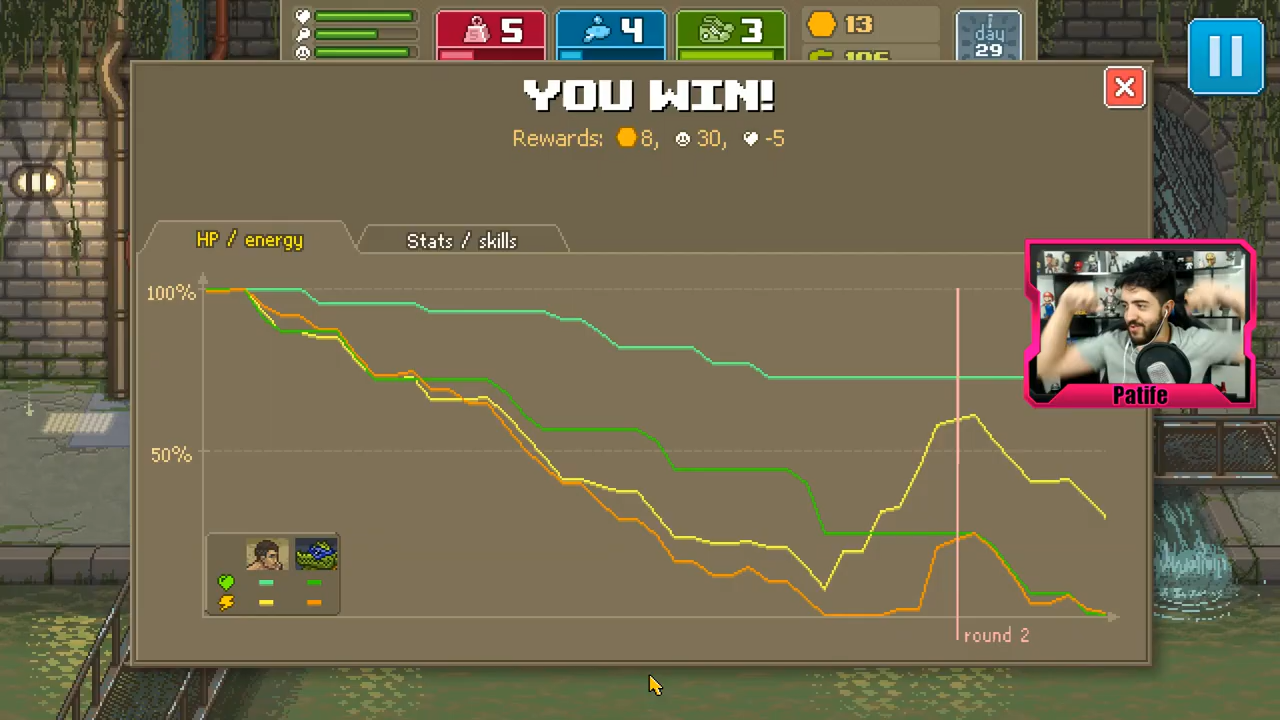 5
4
3
13
day
29
YOU WIN!
Rewards: 8, 30, -5
HP / energy
Stats / skills
100%
50%
round 2
Patife